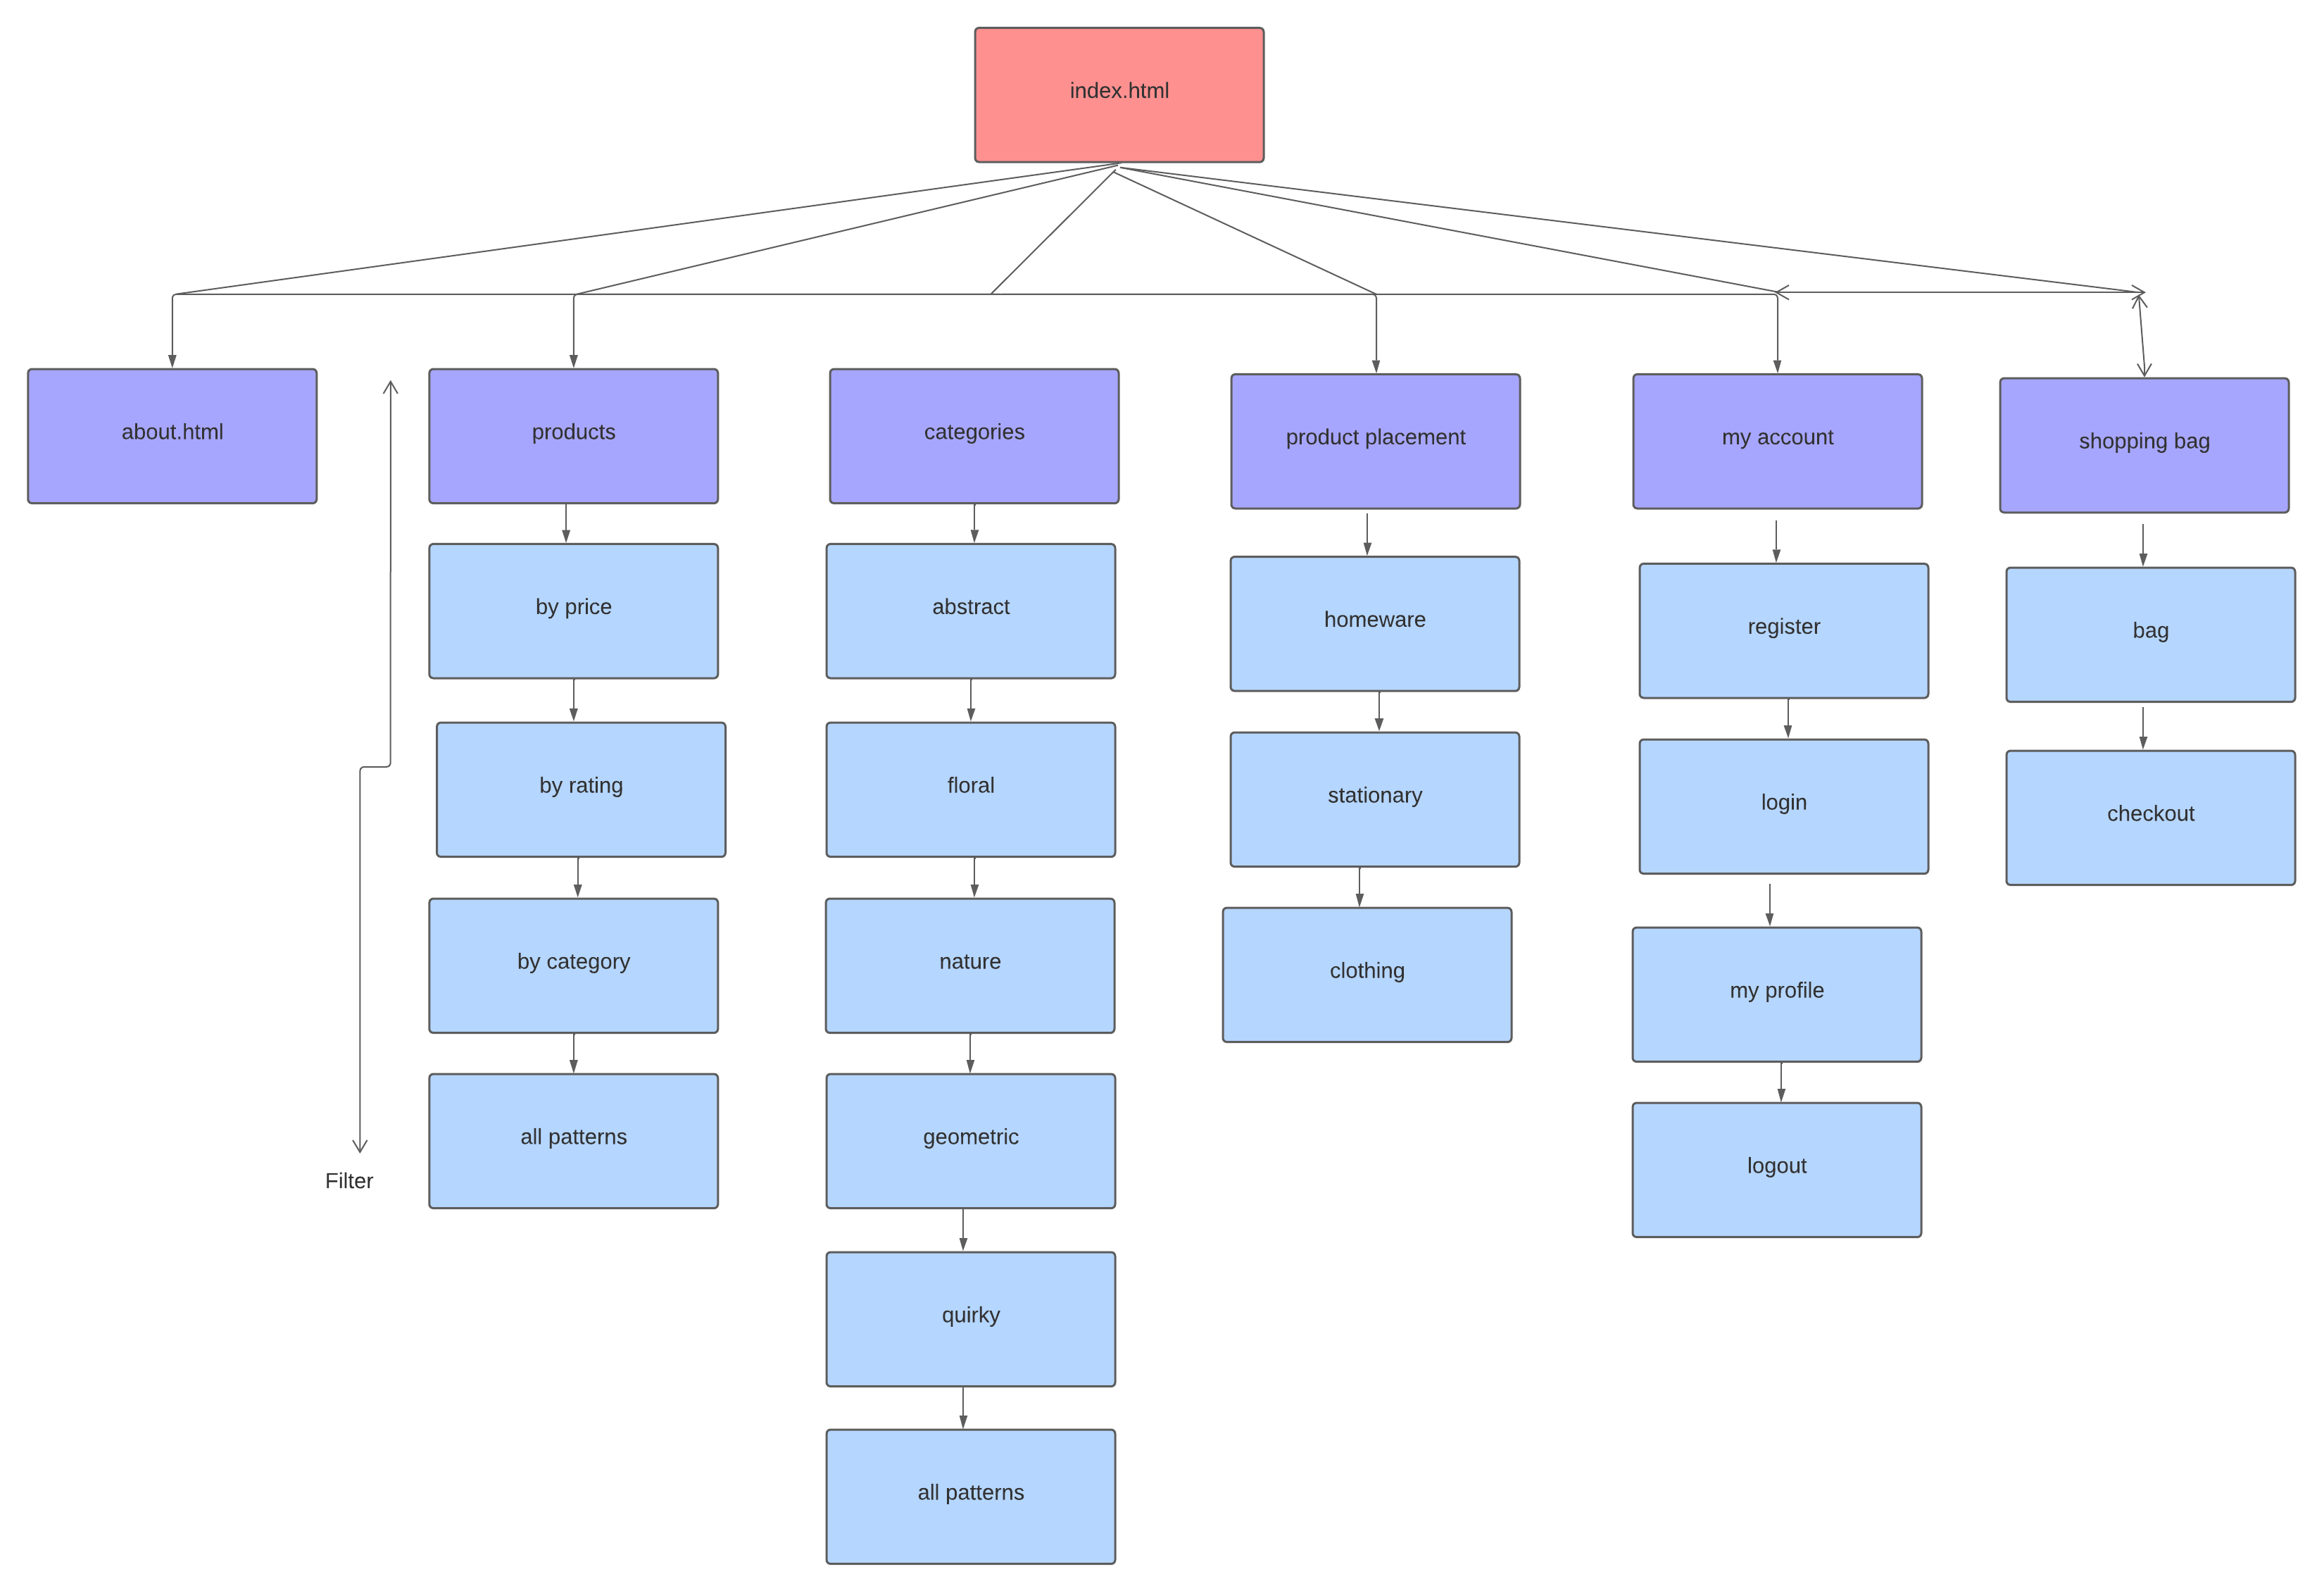 index.html
about.html
products
categories
product placement
my account
shopping bag
by price
abstract
homeware
register
bag
by rating
floral
stationary
login
checkout
by category
nature
clothing
my profile
all patterns
geometric
logout
Filter
quirky
all patterns